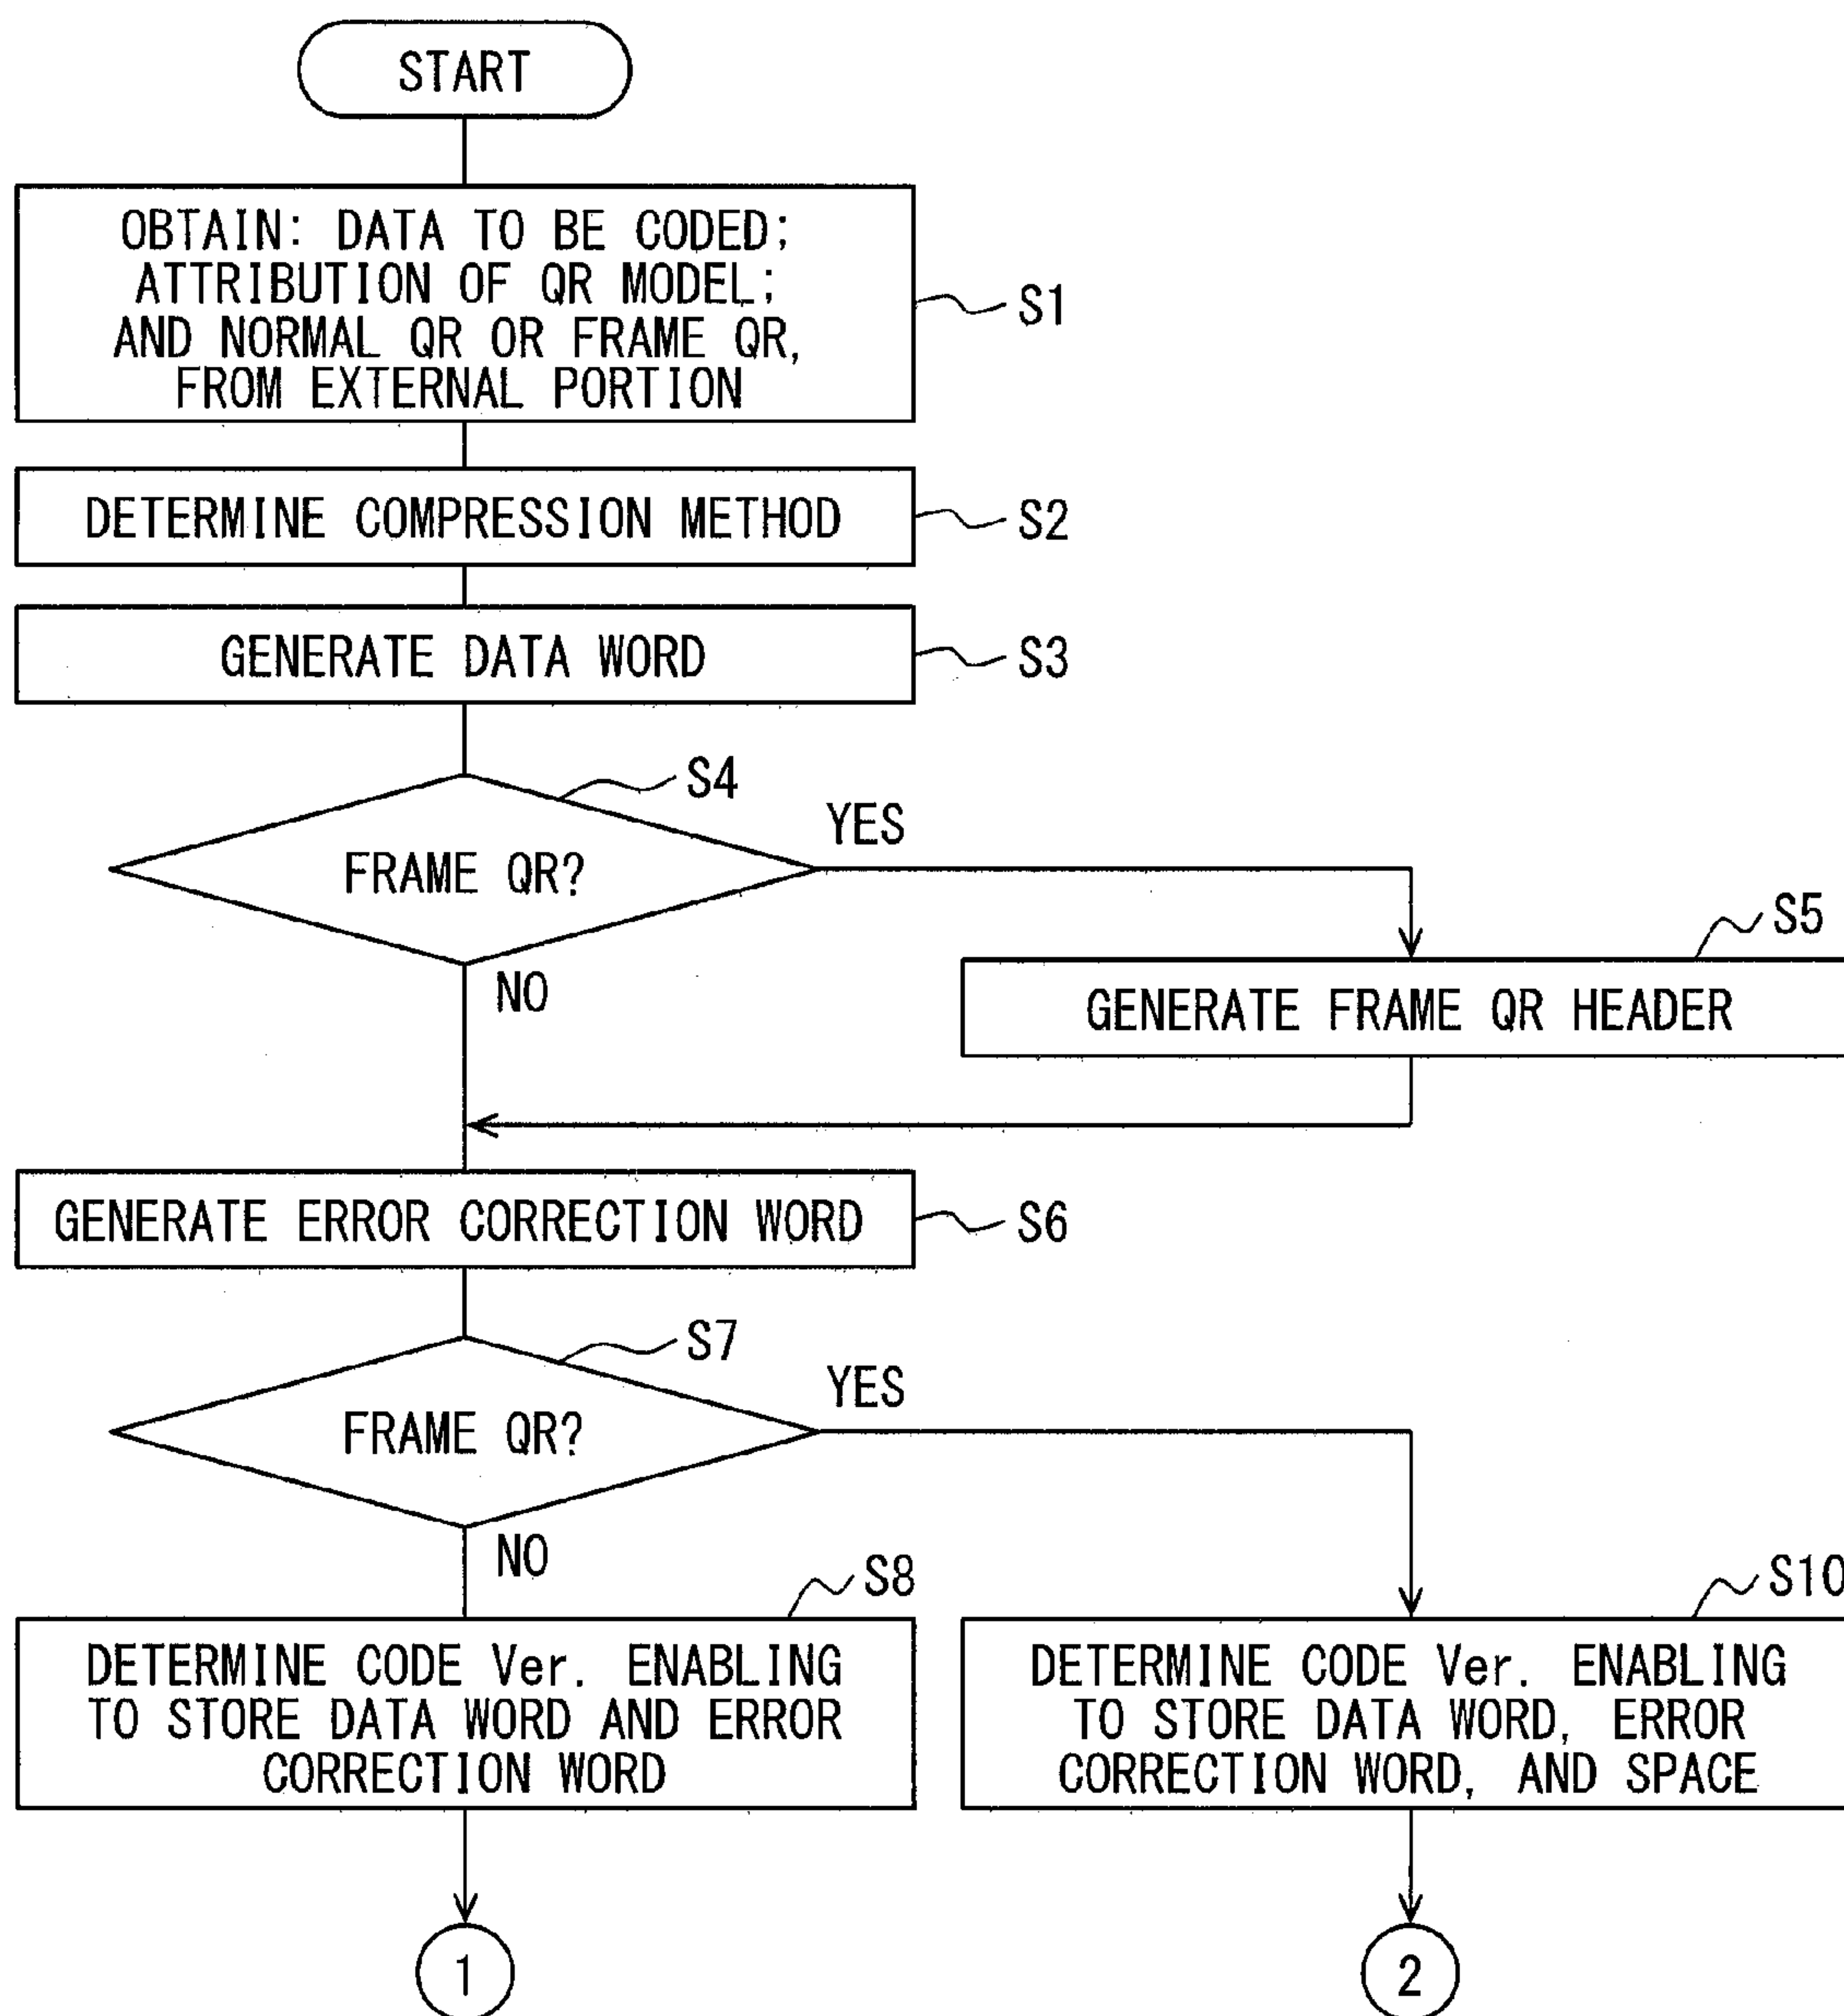 START
OBTAIN: DATA TO BE CODED;
ATTRIBUTION OF QR MODEL;
AND NORMAL QR OR FRAME QR,
FROM EXTERNAL PORTION
S1
DETERMINE COMPRESSION METHOD
S2
GENERATE DATA WORD
S3
S4
FRAME QR?
YES
NO
S5
GENERATE FRAME QR HEADER
GENERATE ERROR CORRECTION WORD
S6
S7
FRAME QR?
YES
NO
S8
DETERMINE CODE Ver. ENABLING
TO STORE DATA WORD AND ERROR
CORRECTION WORD
S10
DETERMINE CODE Ver. ENABLING
TO STORE DATA WORD, ERROR
CORRECTION WORD, AND SPACE
1
2